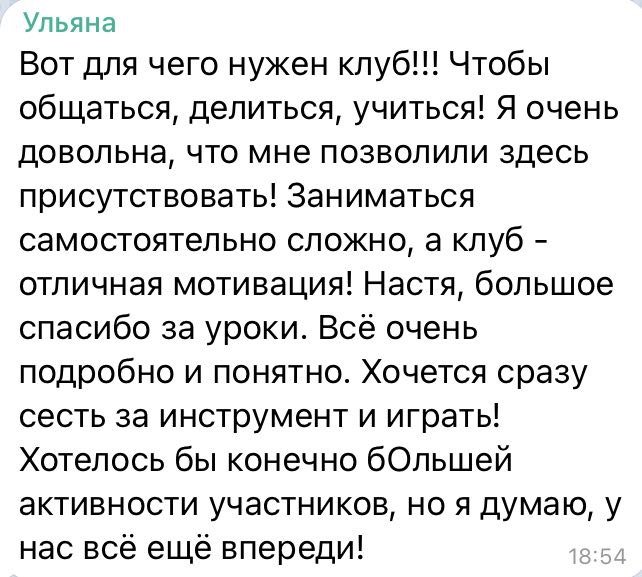 Ульяна
Вот для чего нужен клуб!!! Чтобы
общаться, делиться, учиться! Я очень
довольна, что мне позволили здесь
присутствовать! Заниматься
самостоятельно сложно, а клуб -
отличная мотивация! Настя, большое
спасибо за уроки. Всё очень
подробно и понятно. Хочется сразу
сесть за инструмент и играть!
Хотелось бы конечно бОльшей
активности участников, но я думаю, у
нас всё ещё впереди!
18:54